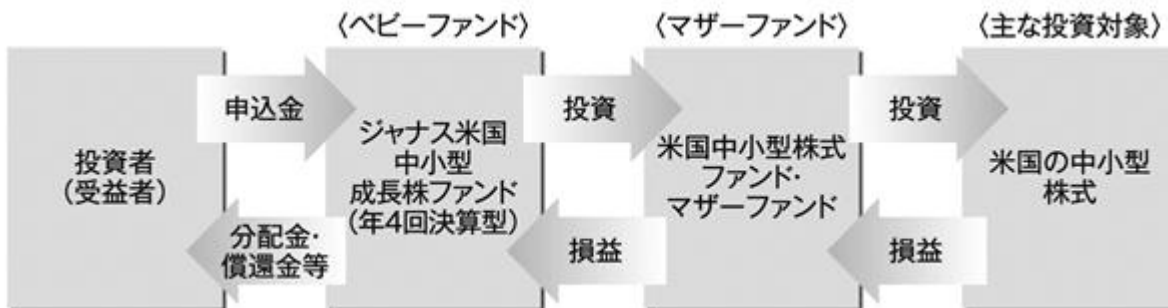 〈ベビーファンド〉
〈マザーファンド〉
〈主な投資対象〉
投資者
(受益者)
申込金
分配金・
償還金等
ジャナス米国
中小型
成長株ファンド
(年4回決算型)
投資
損益
米国中小型株式
ファンド・
マザーファンド
投資
損益
米国の中小型
株式